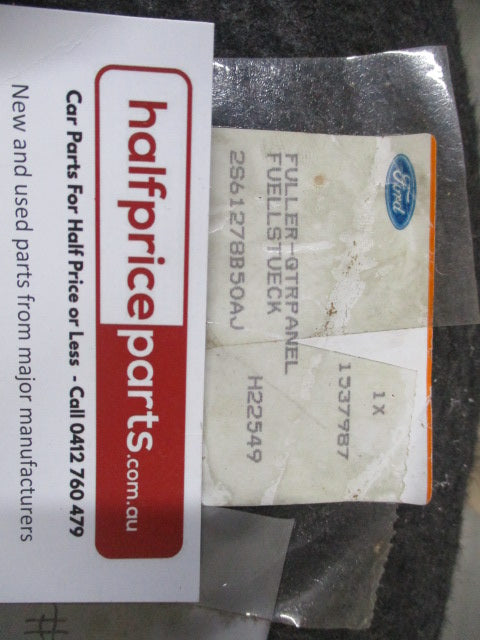 halfpriceparts.com.au
Car Parts For Half Price or Less - Call 0412 760 479
New and used parts from major manufacturers
#
Ford
1X
1537987
FULLER-QTRPANEL
FUELLSTUECK
2S61278B50AJ
H22549